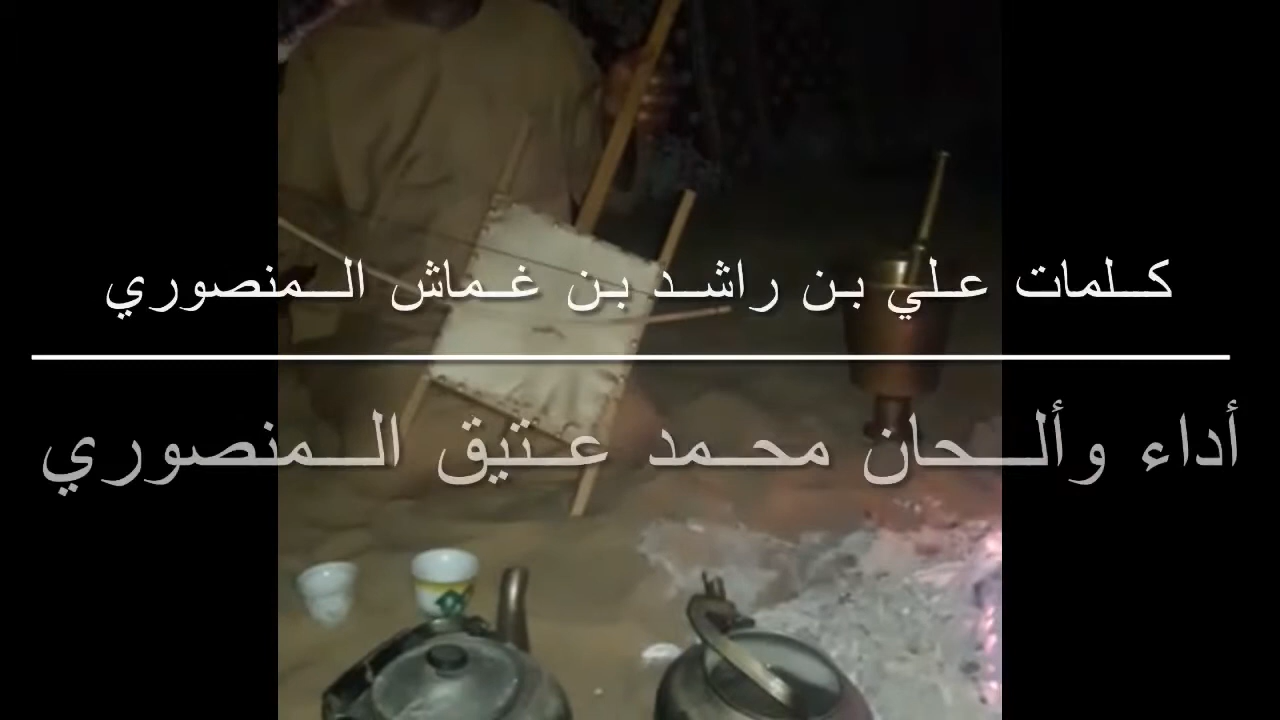 كلمات علي بن راشد بن غماش المنصوري
أداء وألحان محمد عتيق المنصوري